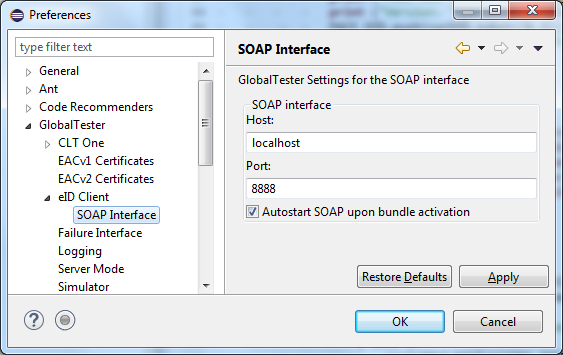 Preferences
type filter text
General
Ant
Code Recommenders
GlobalTester
CLT One
EACv1 Certificates
EACv2 Certificates
eID Client
SOAP Interface
Failure Interface
Logging
Server Mode
Simulator
SOAP Interface
GlobalTester Settings for the SOAP interface
SOAP interface
Host:
localhost
Port:
8888
Autostart SOAP upon bundle activation
Restore Defaults
Apply
OK
Cancel